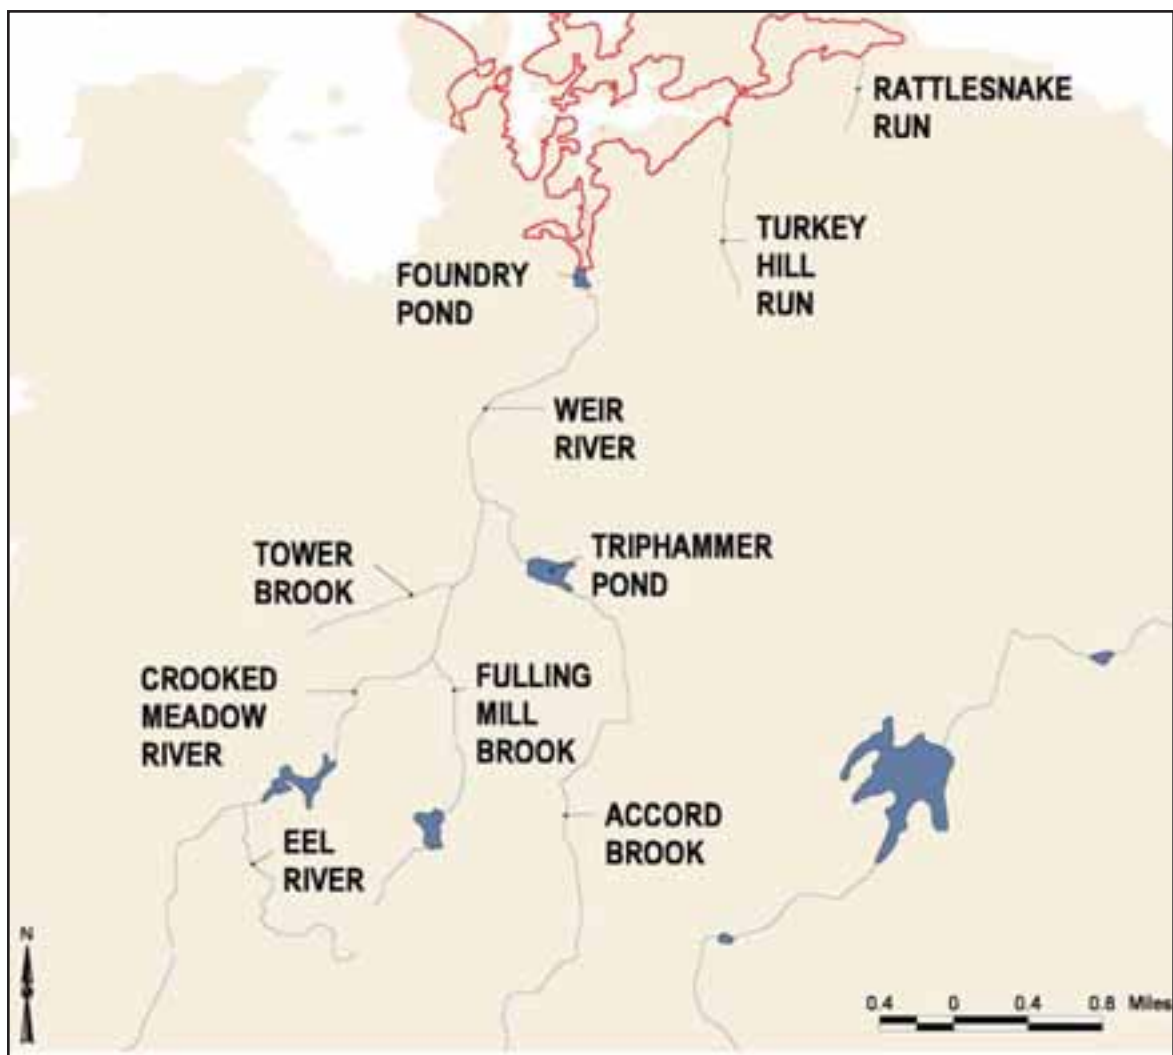 RATTLESNAKE
RUN
TURKEY
HILL
RUN
FOUNDRY
POND
WEIR
RIVER
TOWER
BROOK
TRIPHAMMER
POND
CROOKED
MEADOW
RIVER
FULLING
MILL
BROOK
EEL
RIVER
ACCORD
BROOK
N
0.4 0 0.4 0.8 Miles